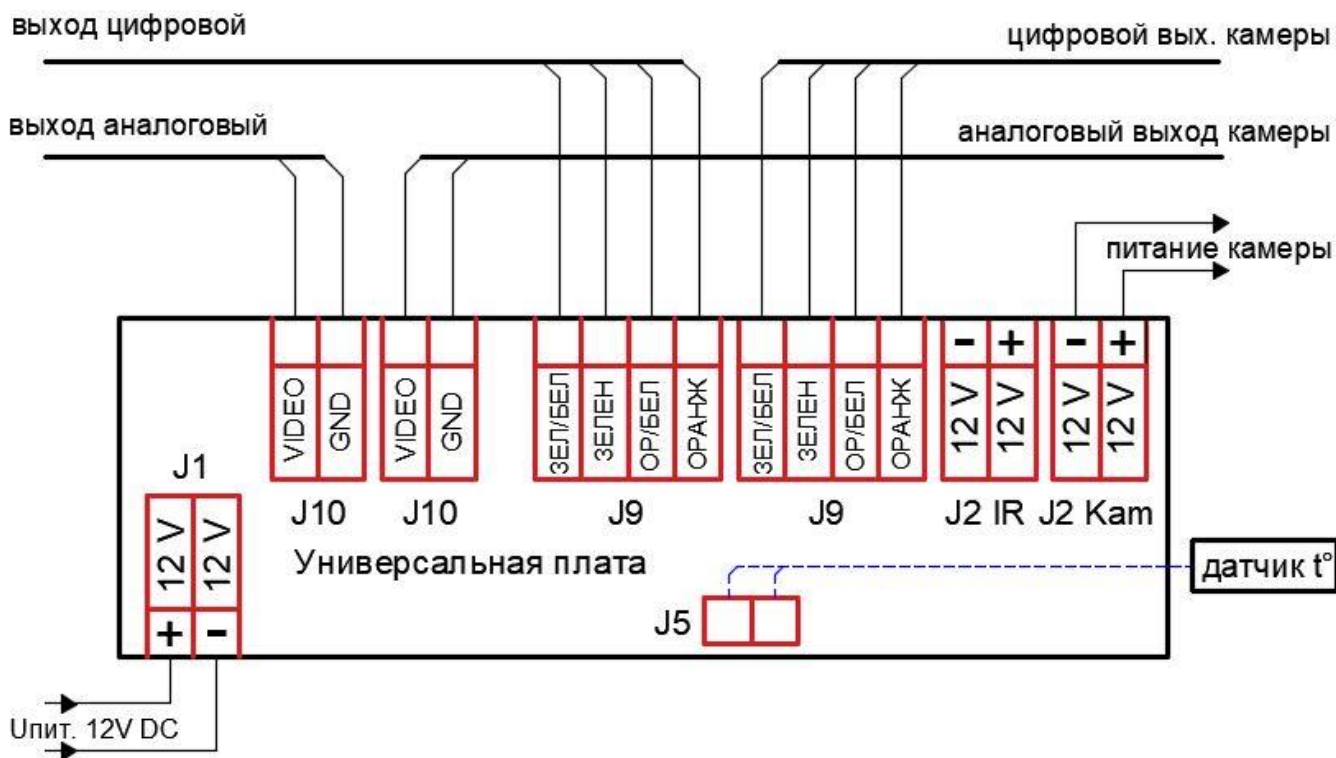 выход цифровой
цифровой вых. камеры
выход аналоговый
аналоговый выход камеры
питание камеры
- + - +
VIDEO GND VIDEO GND ЗЕЛ/БЕЛ ЗЕЛЕН ОР/БЕЛ ОРАНЖ ЗЕЛ/БЕЛ ЗЕЛЕН ОР/БЕЛ ОРАНЖ 12 V 12 V 12 V 12 V
J1
J10 J10 J9 J9 J2 IR J2 Kam
12 V 12 V
Универсальная плата
датчик t°
J5
+ -
Uпит. 12V DC